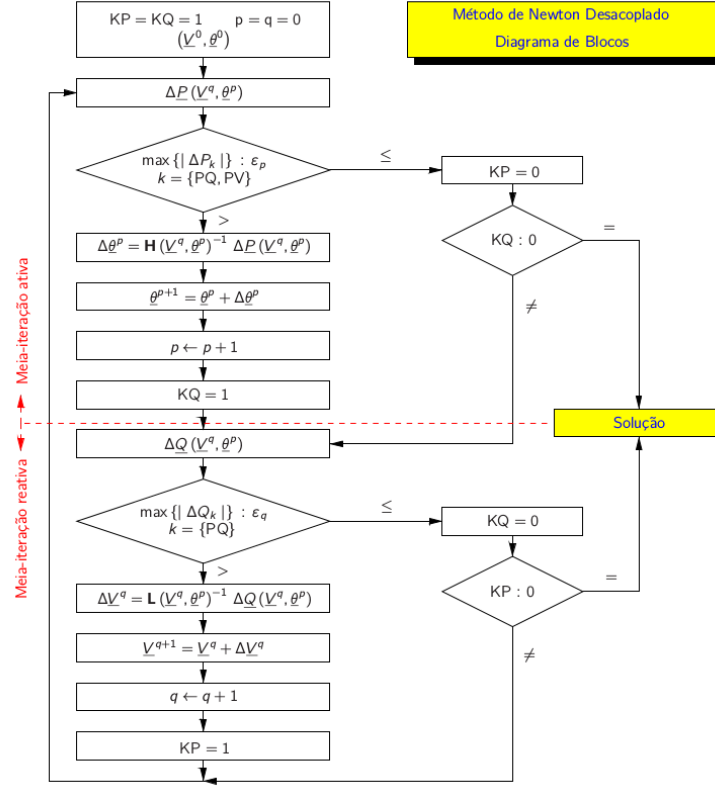 KP = KQ = 1 p = q = 0
(V⁰, θ⁰)
Método de Newton Desacoplado
Diagrama de Blocos
ΔP (V^q, θ^p)
max {| ΔP_k |} : ε_p
k = {PQ, PV}
≤
KP = 0
>
KQ : 0
=
≠
Δθ^p = H (V^q, θ^p)^−1 ΔP (V^q, θ^p)
θ^p+1 = θ^p + Δθ^p
p ← p + 1
KQ = 1
Meia-iteração ativa
Solução
Meia-iteração reativa
ΔQ (V^q, θ^p)
max {| ΔQ_k |} : ε_q
k = {PQ}
≤
KQ = 0
>
KP : 0
=
≠
ΔV^q = L (V^q, θ^p)^−1 ΔQ (V^q, θ^p)
V^q+1 = V^q + ΔV^q
q ← q + 1
KP = 1